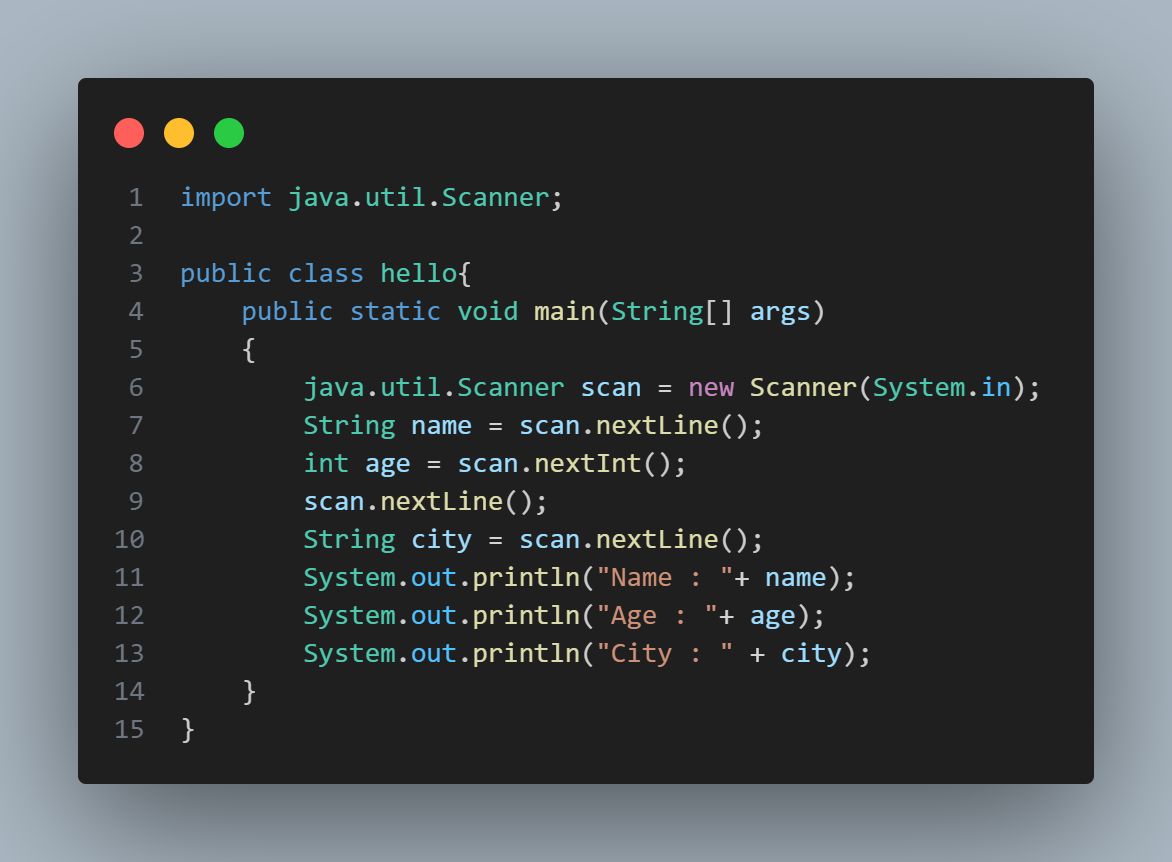 1 import java.util.Scanner;
2
3 public class hello{
4     public static void main(String[] args)
5     {
6         java.util.Scanner scan = new Scanner(System.in);
7         String name = scan.nextLine();
8         int age = scan.nextInt();
9         scan.nextLine();
10         String city = scan.nextLine();
11         System.out.println("Name : "+ name);
12         System.out.println("Age : "+ age);
13         System.out.println("City : " + city);
14     }
15 }